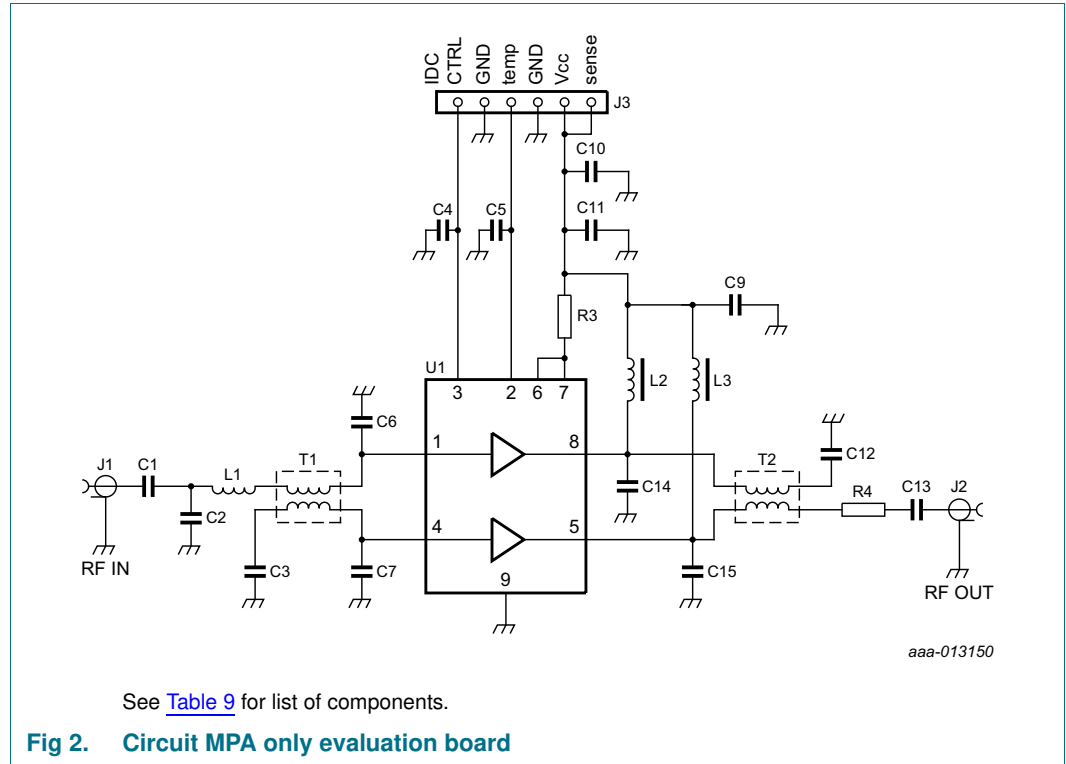 IDC
CTRL
GND
temp
GND
Vcc
sense
J3
C10
C4
C5
C11
C9
R3
U1
L2
L3
3
2
6
7
C6
1
8
C12
J1
C1
L1
T1
T2
R4
C13
J2
C14
C2
4
5
C3
C7
9
C15
RF IN
RF OUT
aaa-013150
See Table 9 for list of components.
Fig 2. Circuit MPA only evaluation board